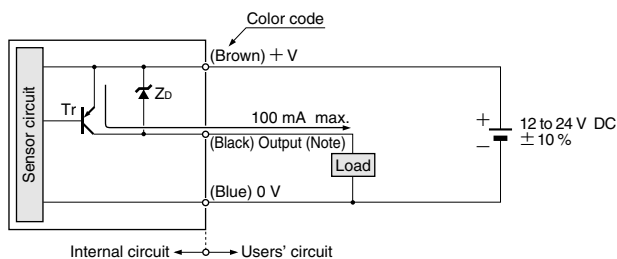 Color code
(Brown) + V
Sensor circuit
Tr
ZD
100 mA max.
(Black) Output (Note)
Load
+
−
12 to 24 V DC
± 10 %
(Blue) 0 V
Internal circuit
Users' circuit